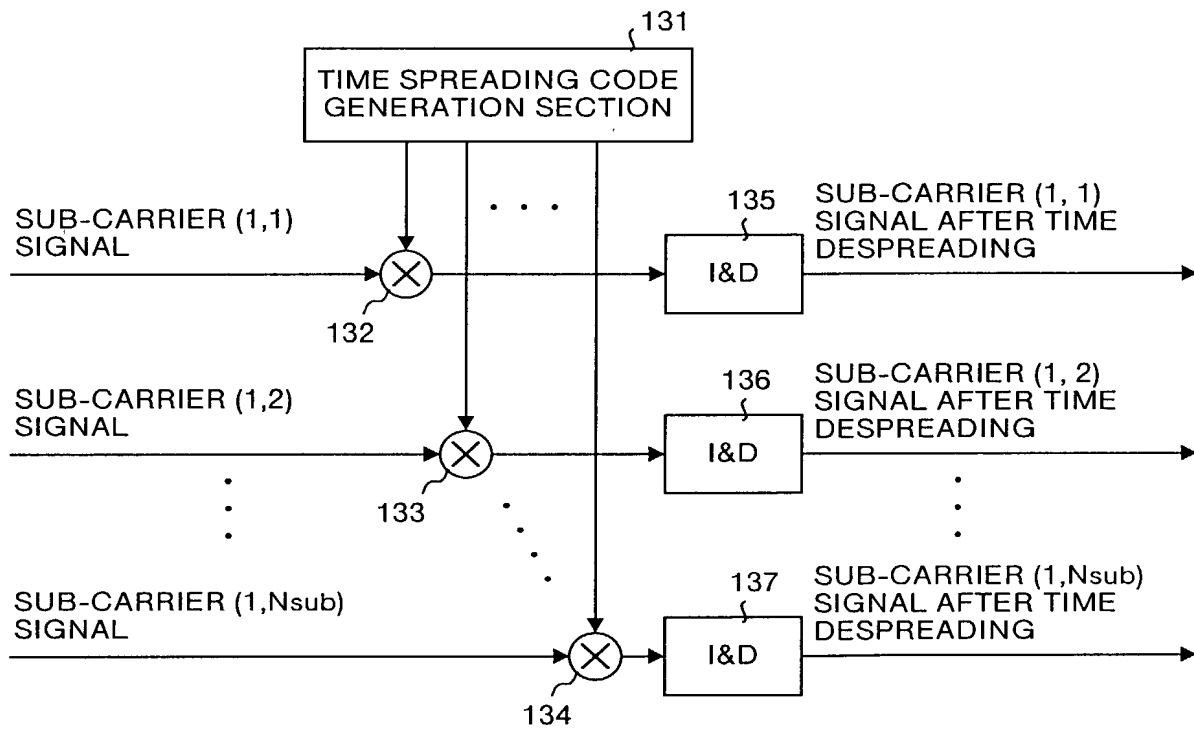 131
TIME SPREADING CODE
GENERATION SECTION
SUB-CARRIER (1,1)
SIGNAL
132
135
I&D
SUB-CARRIER (1, 1)
SIGNAL AFTER TIME
DESPREADING
SUB-CARRIER (1,2)
SIGNAL
133
136
I&D
SUB-CARRIER (1, 2)
SIGNAL AFTER TIME
DESPREADING
SUB-CARRIER (1,Nsub)
SIGNAL
134
137
I&D
SUB-CARRIER (1,Nsub)
SIGNAL AFTER TIME
DESPREADING